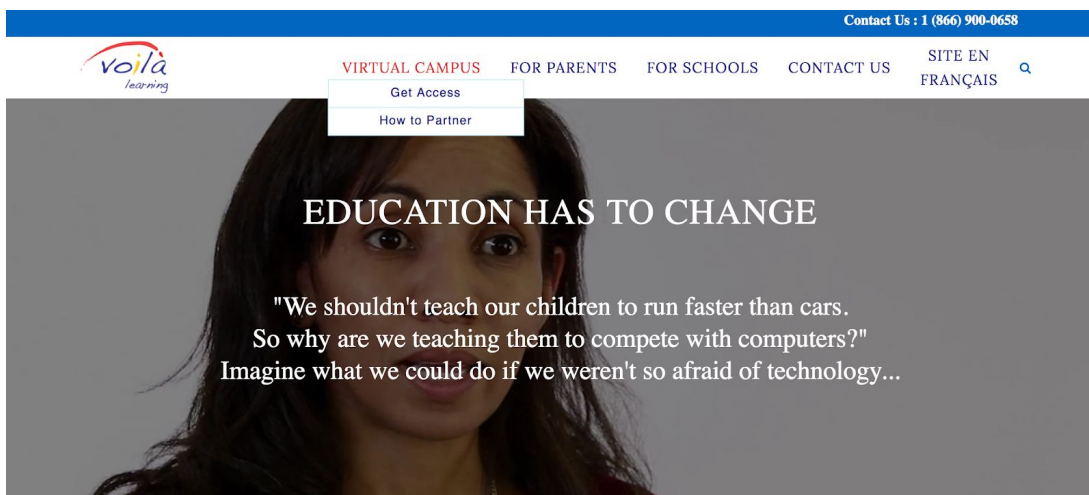 Contact Us : 1 (866) 900-0658
voilà
learning
VIRTUAL CAMPUS
FOR PARENTS
FOR SCHOOLS
CONTACT US
SITE EN
FRANÇAIS
Get Access
How to Partner
EDUCATION HAS TO CHANGE
"We shouldn't teach our children to run faster than cars.
So why are we teaching them to compete with computers?"
Imagine what we could do if we weren't so afraid of technology...